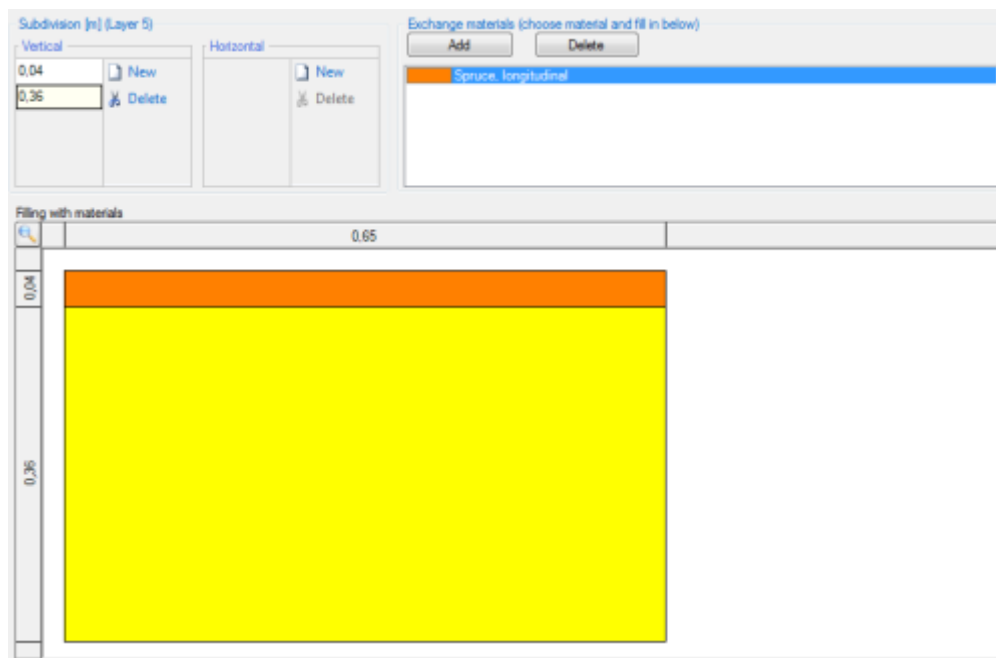 Subdivision [m] (Layer 5)
Vertical
0,04
New
0,36
Delete
Horizontal
New
Delete
Exchange materials (choose material and fill in below)
Add
Delete
Spruce, longitudinal
Filling with materials
0.65
0,04
0,36